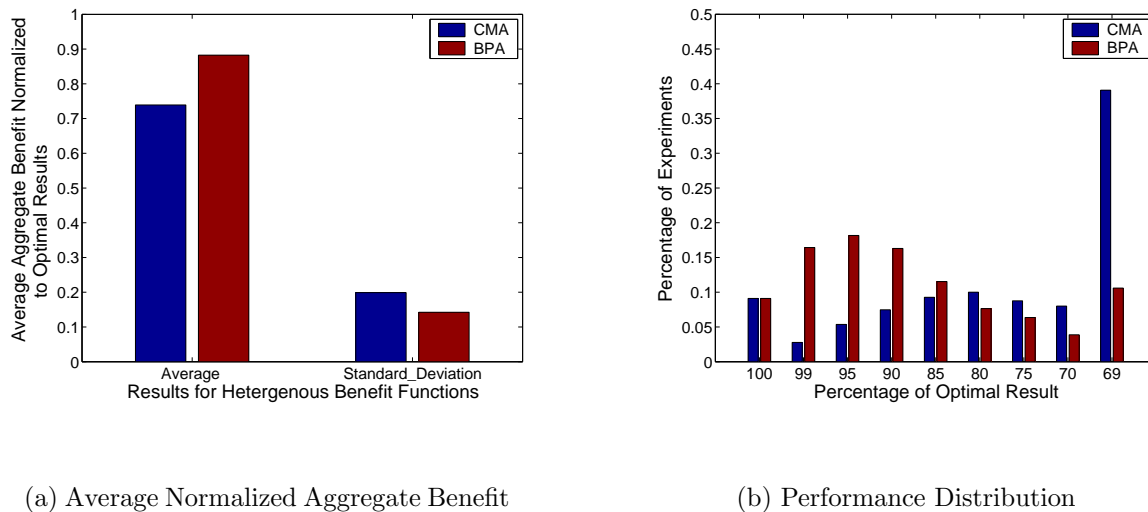 1
0.9
0.8
0.7
0.6
0.5
0.4
0.3
0.2
0.1
0
Average Aggregate Benefit Normalized
to Optimal Results
CMA
BPA
Average
Standard_Deviation
Results for Hetergenous Benefit Functions
(a) Average Normalized Aggregate Benefit
0.5
0.45
0.4
0.35
0.3
0.25
0.2
0.15
0.1
0.05
0
Percentage of Experiments
CMA
BPA
100 99 95 90 85 80 75 70 69
Percentage of Optimal Result
(b) Performance Distribution